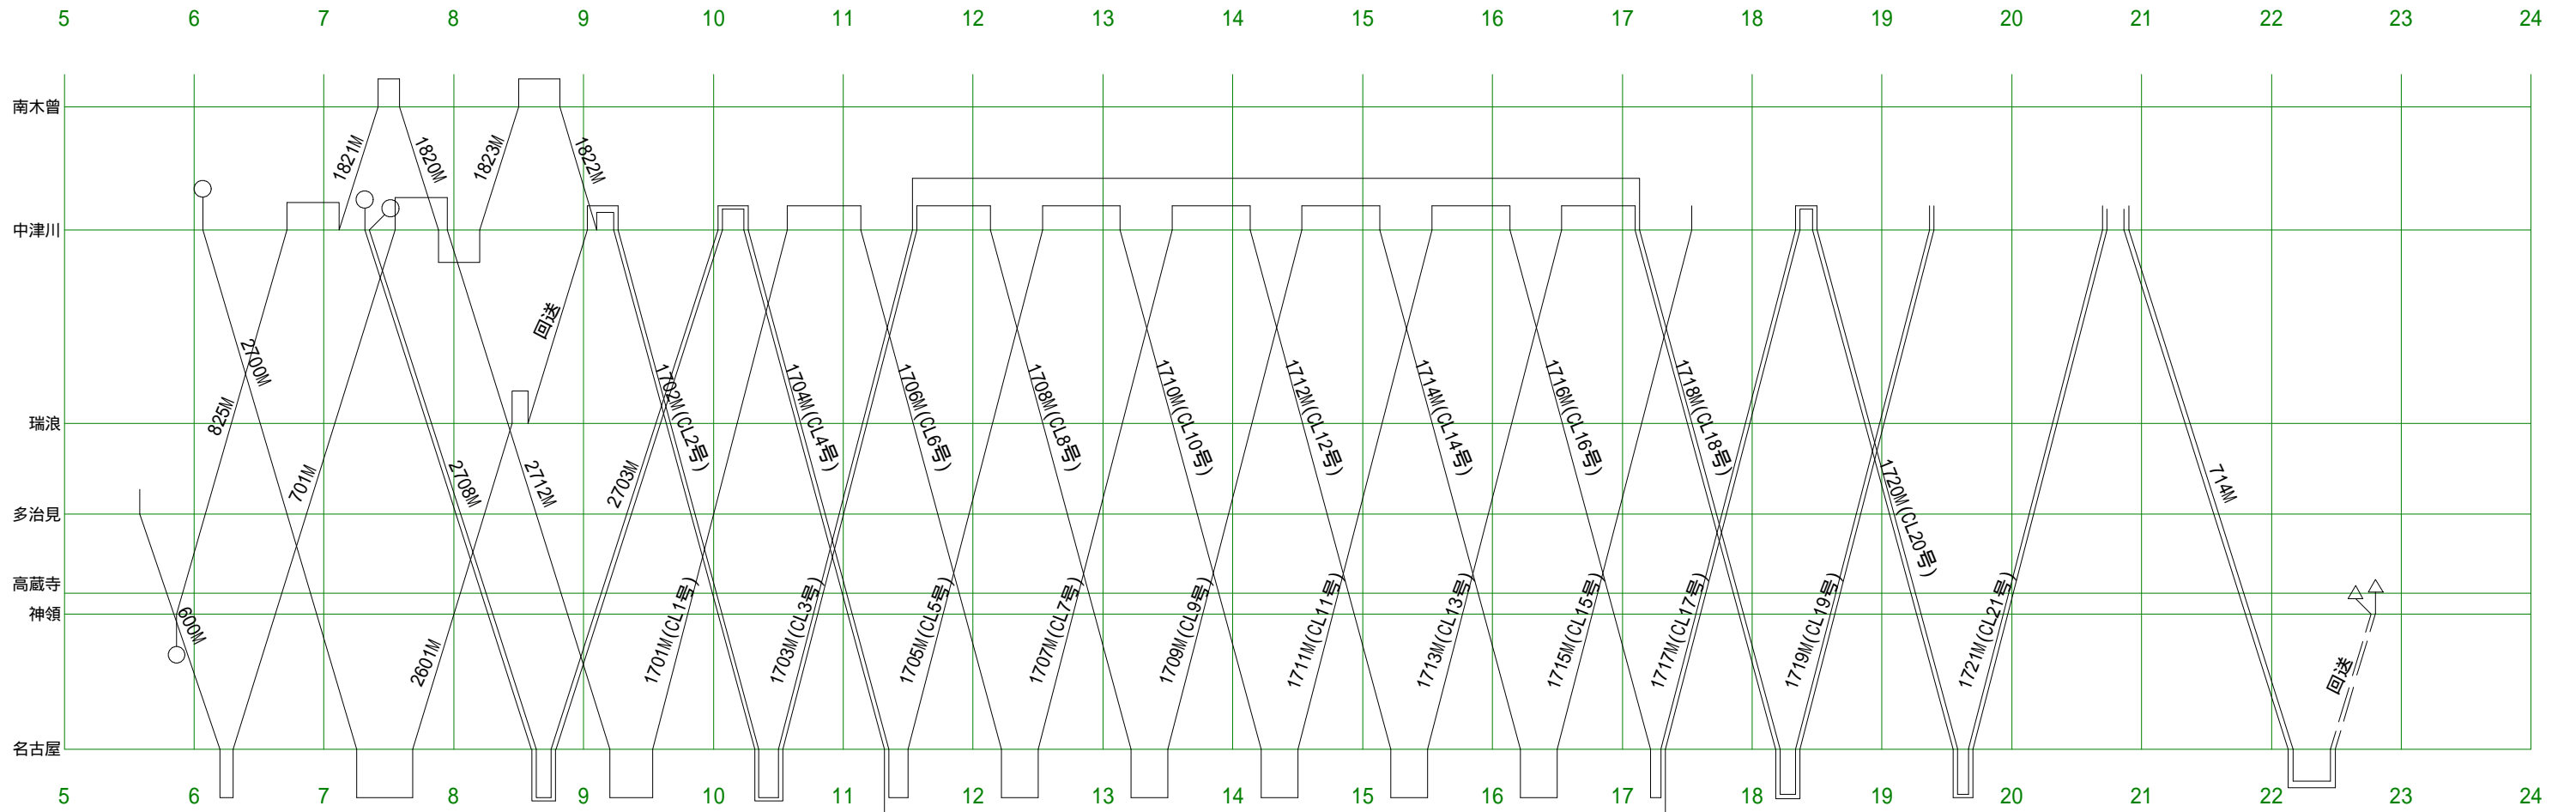 5 6 7 8 9 10 11 12 13 14 15 16 17 18 19 20 21 22 23 24
南木曽
1821M
1820M
1823M
1822M
中津川
2700M
825M
回送
1702M(CL2号)
1704M(CL4号)
1706M(CL6号)
1708M(CL8号)
1710M(CL10号)
1712M(CL12号)
1714M(CL14号)
1716M(CL16号)
1718M(CL18号)
瑞浪
701M
2708M
2712M
2703M
1720M(CL20号)
714M
多治見
高蔵寺
神領
600M
2601M
1701M(CL1号)
1703M(CL3号)
1705M(CL5号)
1707M(CL7号)
1709M(CL9号)
1711M(CL11号)
1713M(CL13号)
1715M(CL15号)
1717M(CL17号)
1719M(CL19号)
1721M(CL21号)
回送
名古屋
5 6 7 8 9 10 11 12 13 14 15 16 17 18 19 20 21 22 23 24